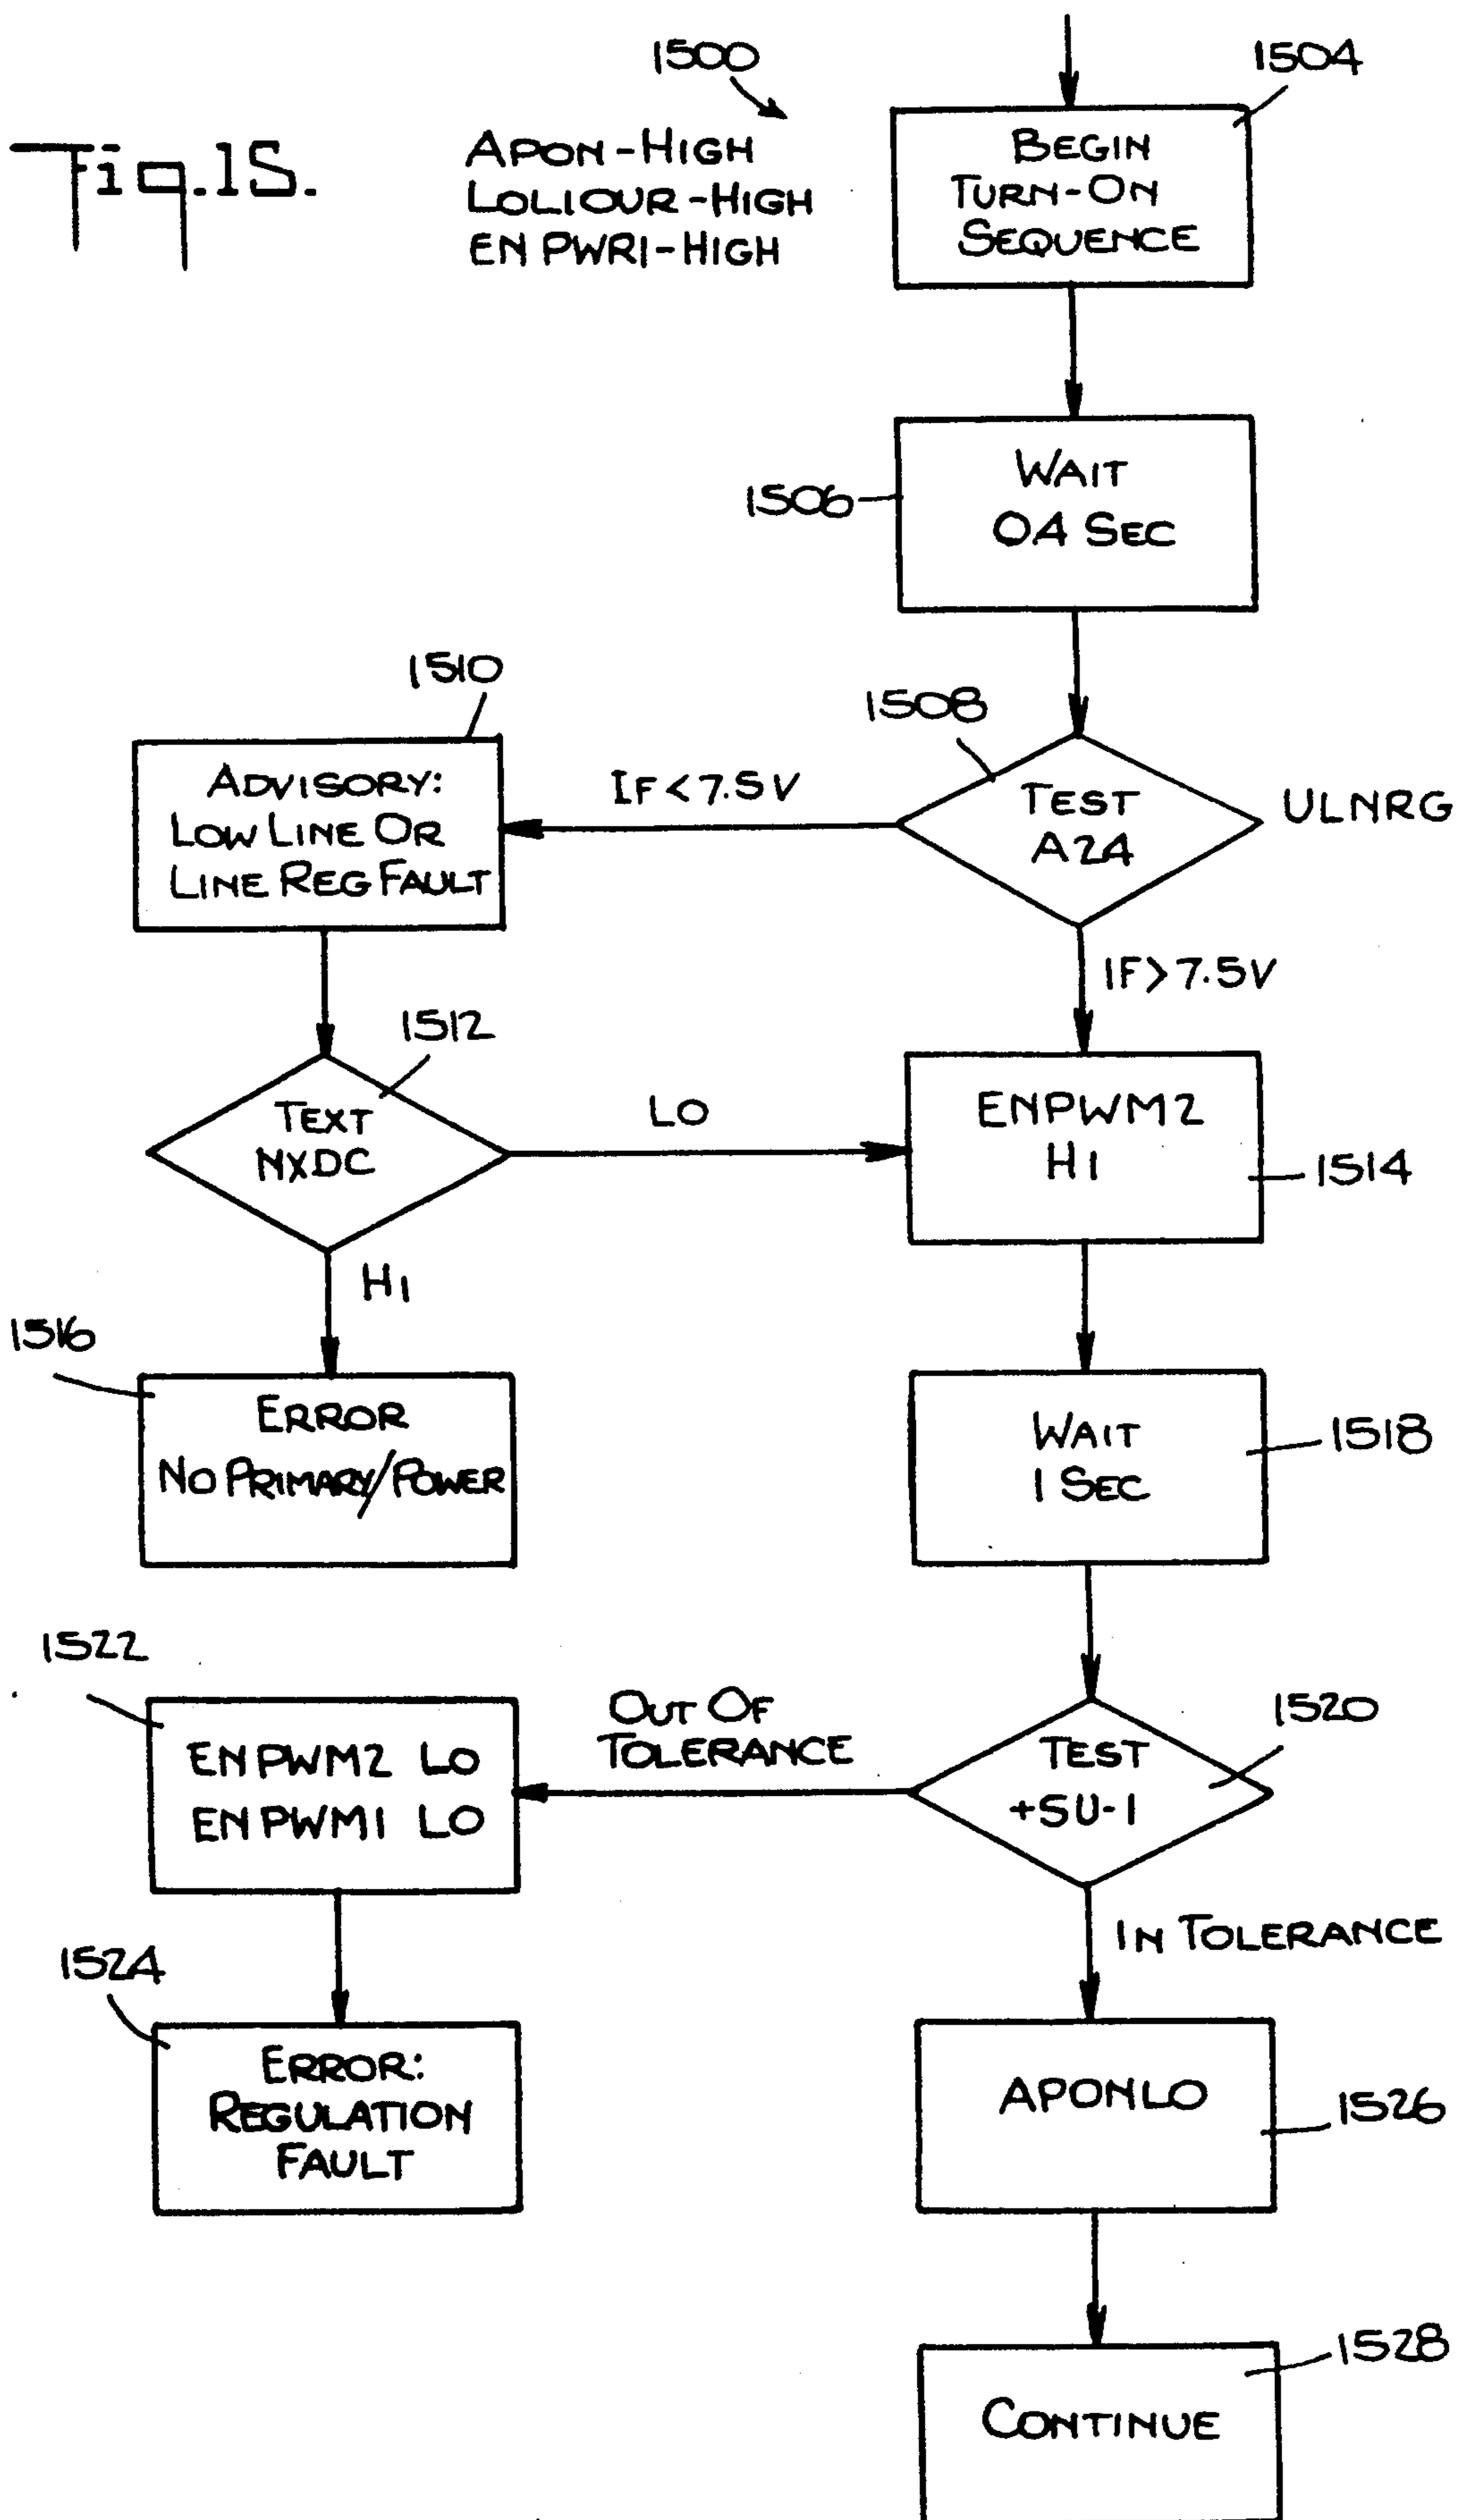 Fig.15.
1500
APON-HIGH
LOLIOUR-HIGH
EN PWR1-HIGH
1504
BEGIN
TURN-ON
SEQUENCE
1506
WAIT
0.4 SEC
1508
TEST
A24
ULNRG
IF < 7.5V
1510
ADVISORY:
LOW LINE OR
LINE REG FAULT
IF > 7.5V
1512
TEXT
NXDC
LO
ENPWM2
HI
1514
HI
1516
ERROR
NO PRIMARY/POWER
WAIT
1 SEC
1518
1520
TEST
+5U-1
OUT OF
TOLERANCE
1522
ENPWM2 LO
ENPWM1 LO
IN TOLERANCE
1524
ERROR:
REGULATION
FAULT
APONLO
1526
1528
CONTINUE